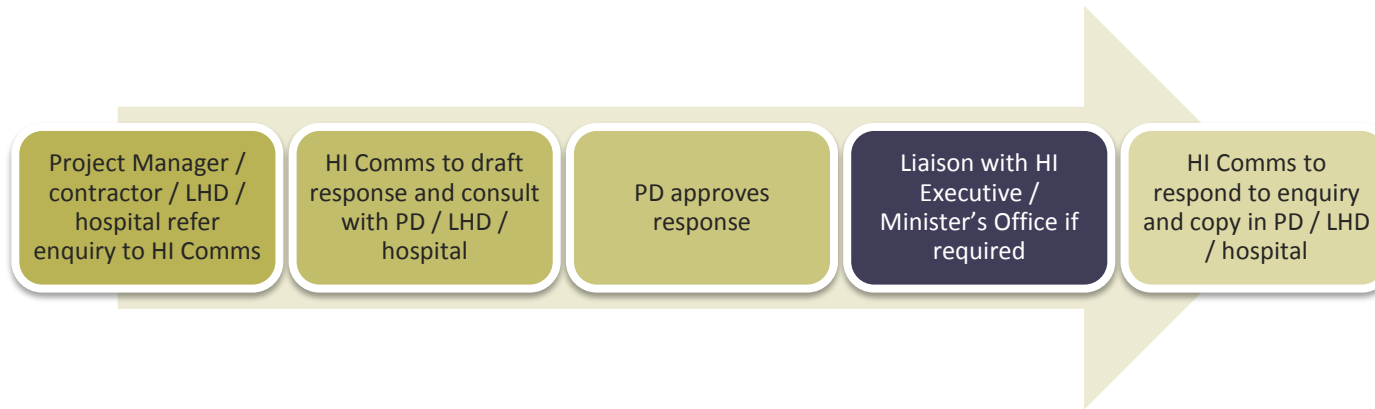 Project Manager /
contractor / LHD /
hospital refer
enquiry to HI Comms
HI Comms to draft
response and consult
with PD / LHD /
hospital
PD approves
response
Liaison with HI
Executive /
Minister’s Office if
required
HI Comms to
respond to enquiry
and copy in PD / LHD
/ hospital